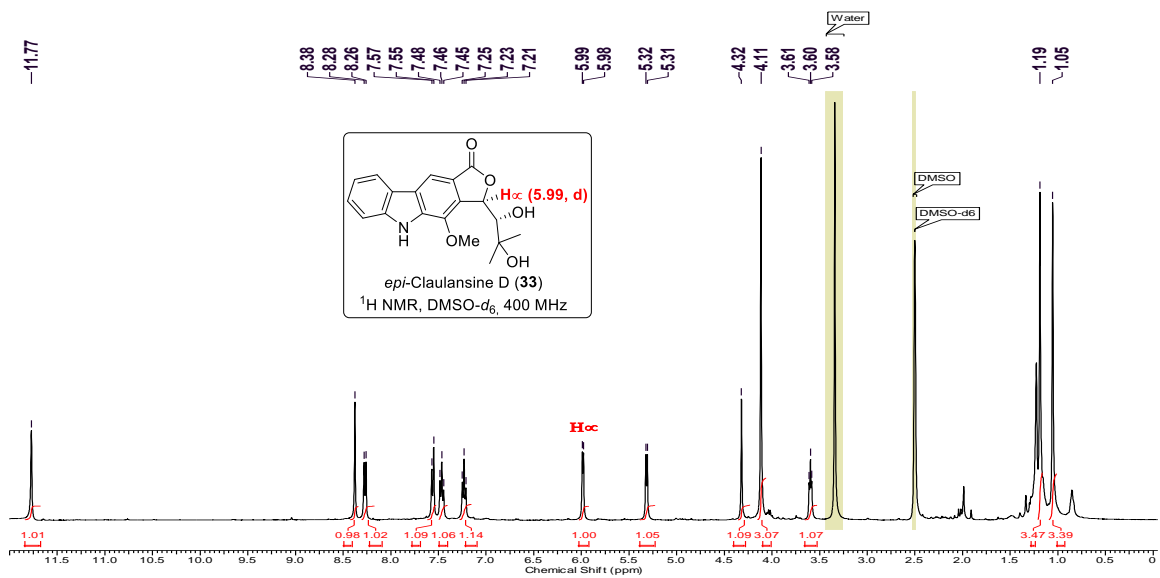 Water
11.77 8.38 8.28 8.26 7.57 7.55 7.48 7.46 7.45 7.25 7.23 7.21 5.99 5.98 5.32 5.31 4.32 4.11 3.61 3.60 3.58 1.19 1.05
DMSO
DMSO-d6
O
O
H∝ (5.99, d)
OH
N
H
OMe
OH
epi-Claulansine D (33)
¹H NMR, DMSO-d₆, 400 MHz
H∝
1.01 0.98 1.02 1.09 1.06 1.14 1.00 1.05 1.09 3.07 1.07 3.47 3.39
11.5 11.0 10.5 10.0 9.5 9.0 8.5 8.0 7.5 7.0 6.5 6.0 5.5 5.0 4.5 4.0 3.5 3.0 2.5 2.0 1.5 1.0 0.5 0
Chemical Shift (ppm)